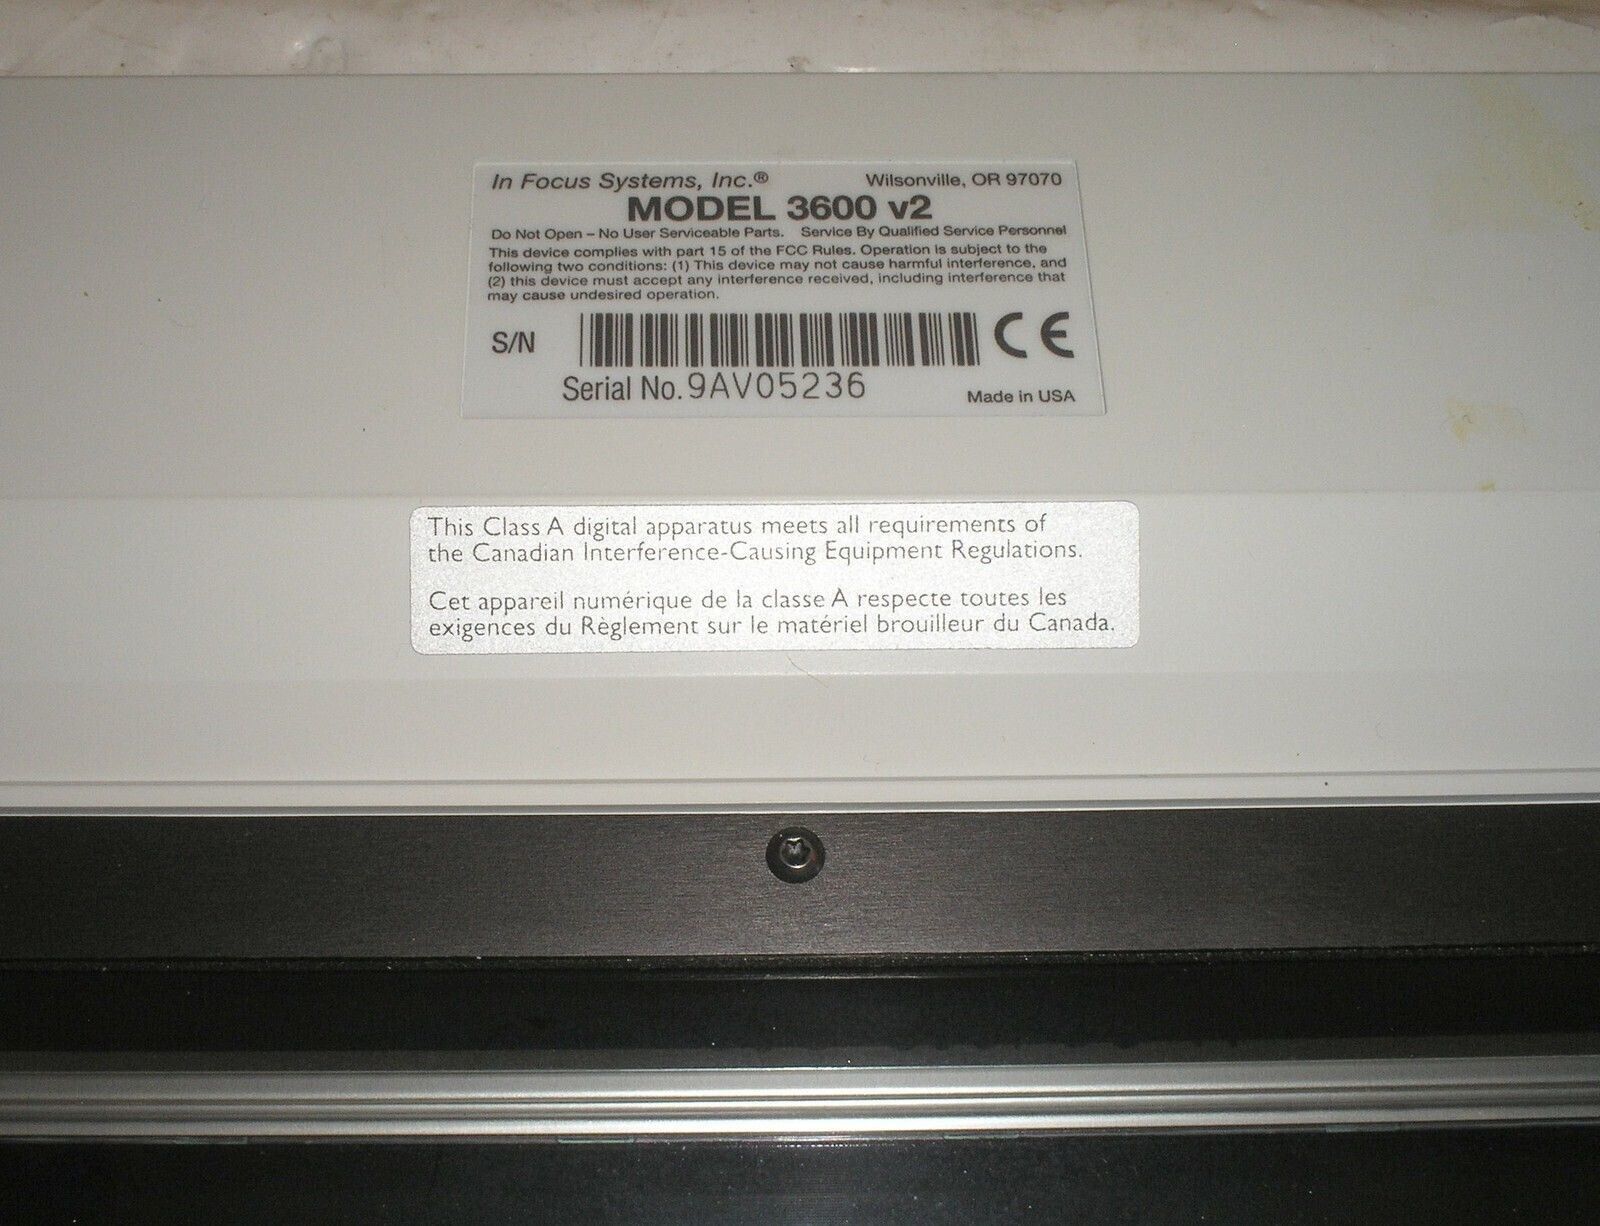 In Focus Systems, Inc.® Wilsonville, OR 97070
MODEL 3600 v2
Do Not Open – No User Serviceable Parts. Service By Qualified Service Personnel
This device complies with part 15 of the FCC Rules. Operation is subject to the
following two conditions: (1) This device may not cause harmful interference, and
(2) this device must accept any interference received, including interference that
may cause undesired operation.
S/N
CE
Serial No. 9AV05236
Made in USA
This Class A digital apparatus meets all requirements of
the Canadian Interference-Causing Equipment Regulations.
Cet appareil numérique de la classe A respecte toutes les
exigences du Règlement sur le matériel brouilleur du Canada.